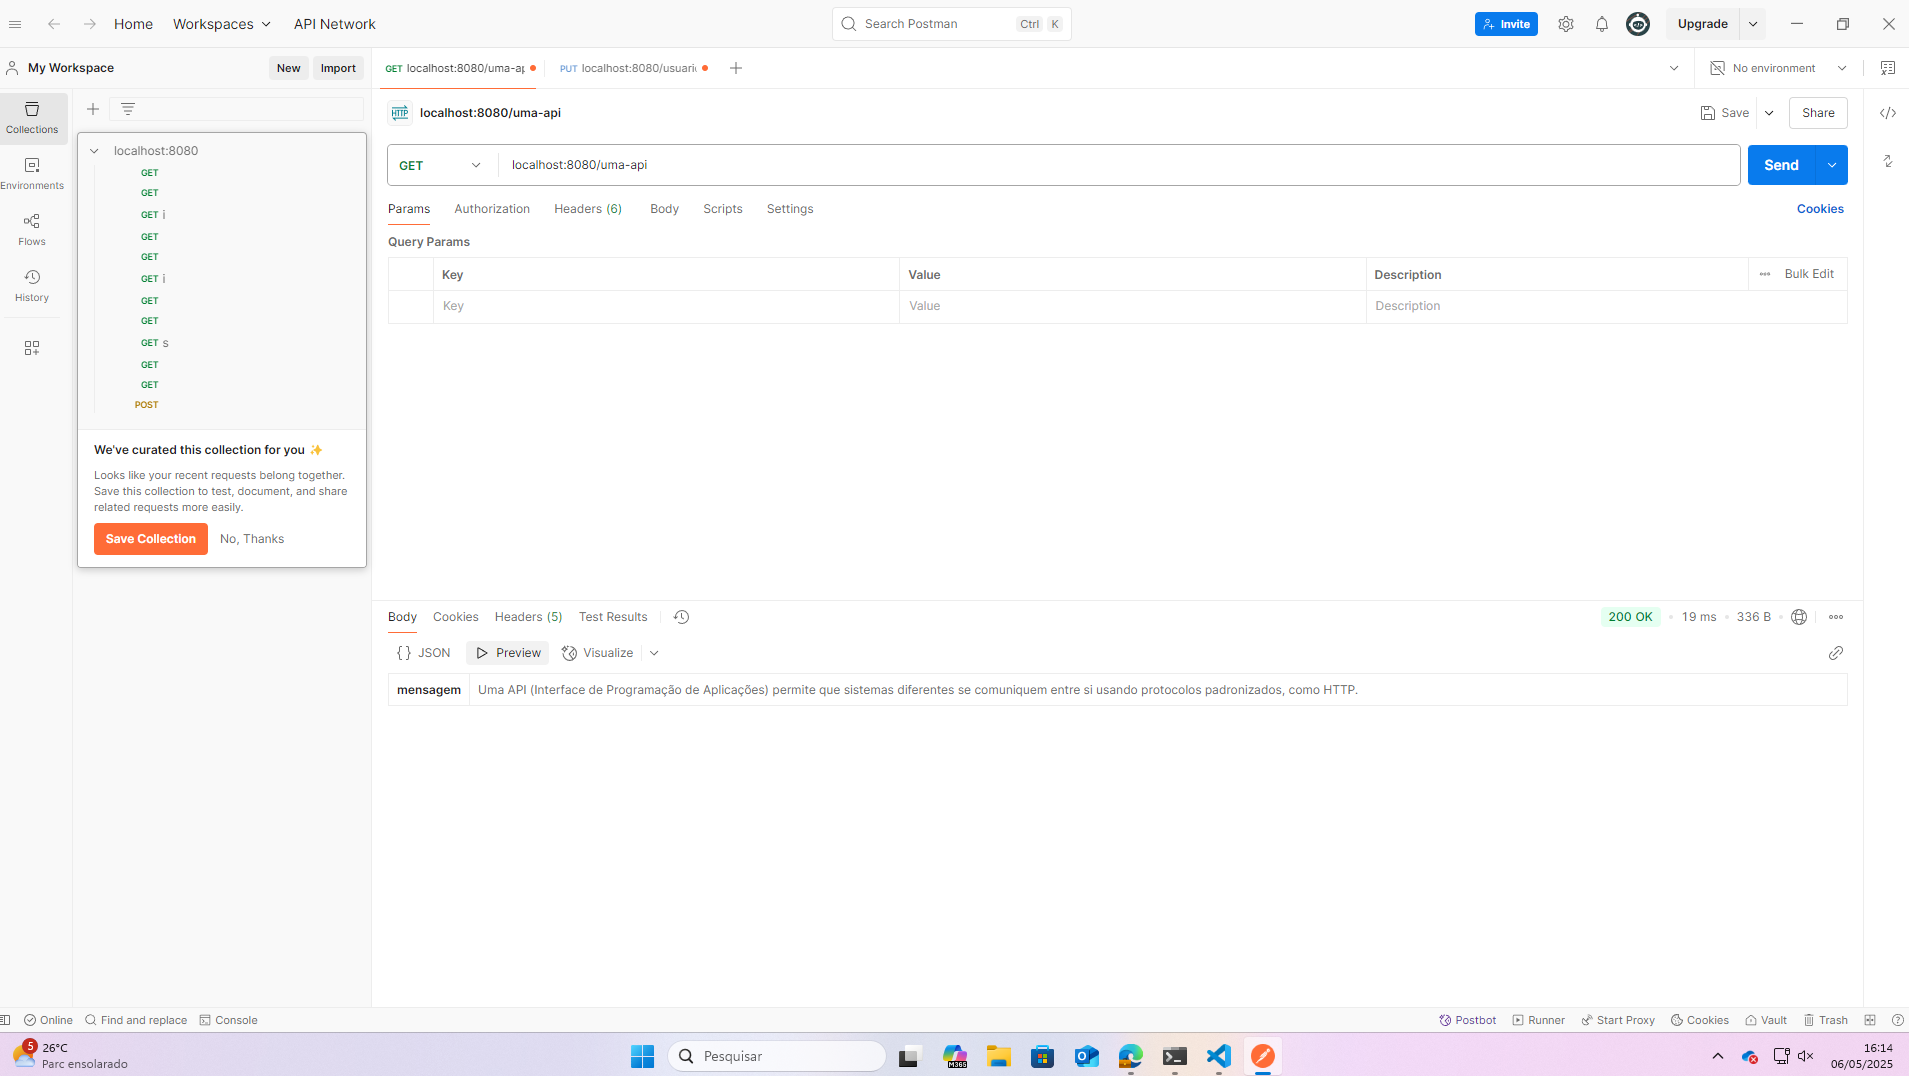 Home
Workspaces
API Network
Search Postman
Ctrl K
Invite
Upgrade
My Workspace
New
Import
GET localhost:8080/uma-ap
PUT localhost:8080/usuari
No environment
Collections
Environments
Flows
History
localhost:8080
GET
GET
GET i
GET
GET
GET i
GET
GET
GET s
GET
GET
POST
We've curated this collection for you ✨
Looks like your recent requests belong together.
Save this collection to test, document, and share
related requests more easily.
Save Collection
No, Thanks
HTTP localhost:8080/uma-api
Save
Share
GET
localhost:8080/uma-api
Send
Params
Authorization
Headers (6)
Body
Scripts
Settings
Cookies
Query Params
Key
Value
Description
Bulk Edit
Key
Value
Description
Body
Cookies
Headers (5)
Test Results
200 OK
19 ms
336 B
{} JSON
Preview
Visualize
mensagem
Uma API (Interface de Programação de Aplicações) permite que sistemas diferentes se comuniquem entre si usando protocolos padronizados, como HTTP.
Online
Find and replace
Console
Postbot
Runner
Start Proxy
Cookies
Vault
Trash
5
26°C
Parc ensolarado
Pesquisar
M365
16:14
06/05/2025